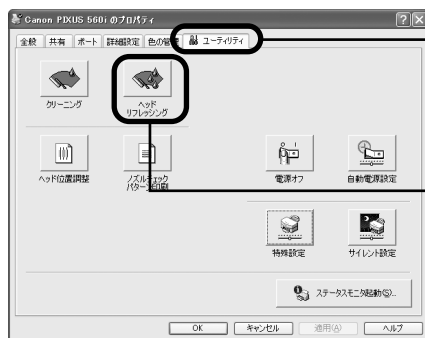 Canon PIXUS 560i のプロパティ
全般 共有 ポート 詳細設定 色の管理 ユーティリティ
クリーニング ヘッド
リフレッシング
ヘッド位置調整 ノズルチェック
パターン印刷 電源オフ 自動電源設定
特殊設定 サイレント設定
ステータスモニタ起動(S)...
OK キャンセル 適用(A) ヘルプ